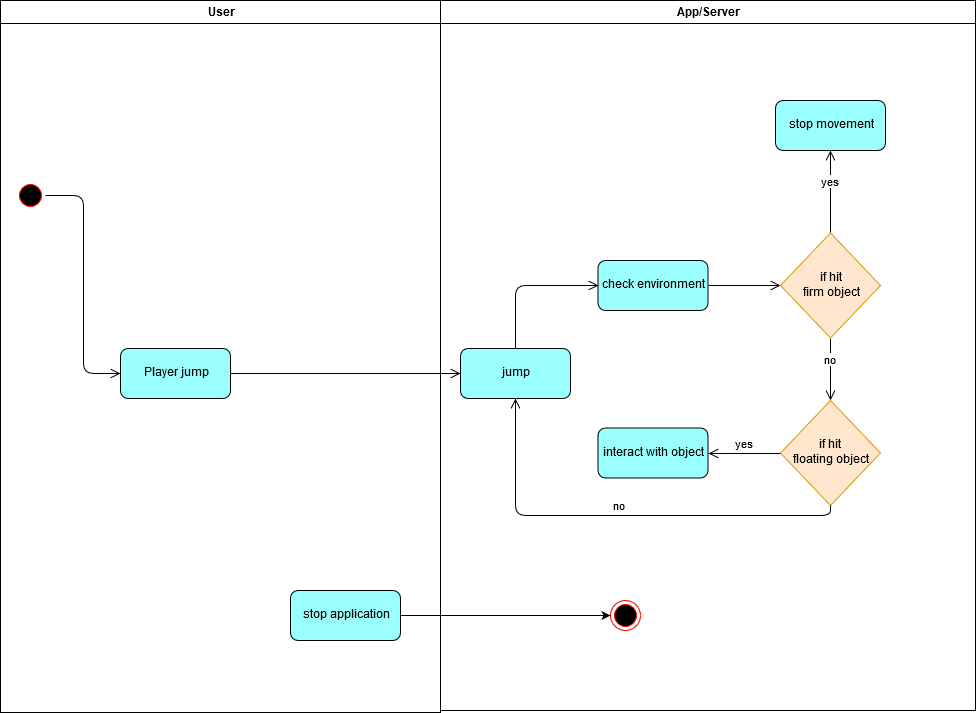 User
App/Server
stop movement
yes
if hit
firm object
check environment
no
Player jump
jump
if hit
floating object
yes
interact with object
no
stop application